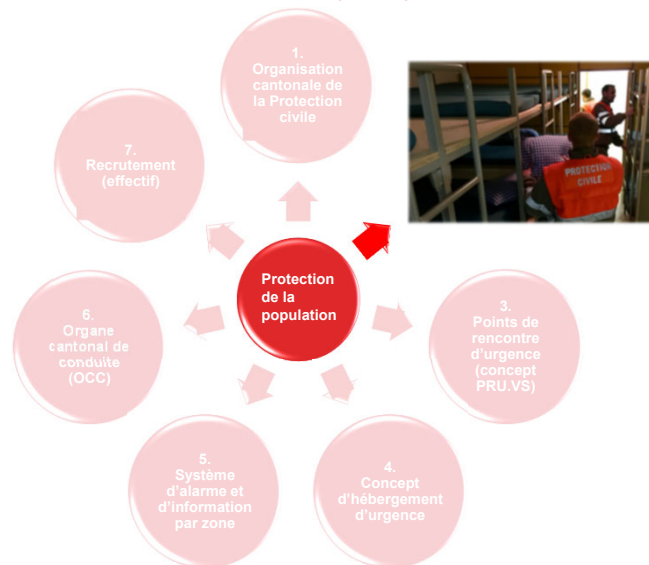 1.
Organisation
cantonale de
la Protection
civile
7.
Recrutement
(effectif)
PROTECTION
CIVILE
Protection
de la
population
3.
Points de
rencontre
d'urgence
(concept
PRU.VS)
6.
Organe
cantonal de
conduite
(OCC)
5.
Système
d'alarme et
d'information
par zone
4.
Concept
d'hébergement
d'urgence